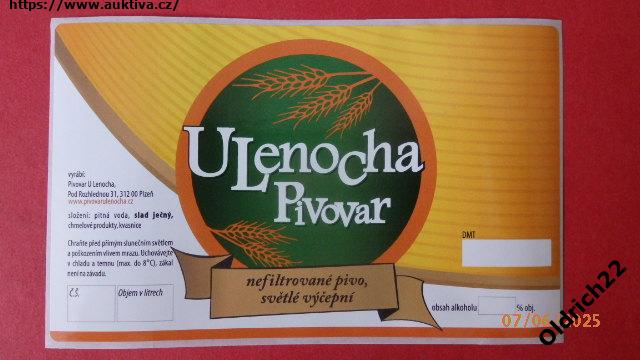 https://www.auktiva.cz/
ULenocha
Pivovar
vyrábí:
Pivovar U Lenocha,
Pod Rozhlednou 31, 312 00 Plzeň
www.pivovarulenocha.cz
složení: pitná voda, slad ječný,
chmelové produkty, kvasnice
Chraňte před přímým slunečním světlem
a poškozením vlivem mrazu. Uchovávejte
v chladu a temnu (max. do 8°C), zákal
není na závadu.
Č.Š.
Objem v litrech
nefiltrované pivo,
světlé výčepní
DMT
obsah alkoholu
% obj.
07/06/2025
Oldrich22